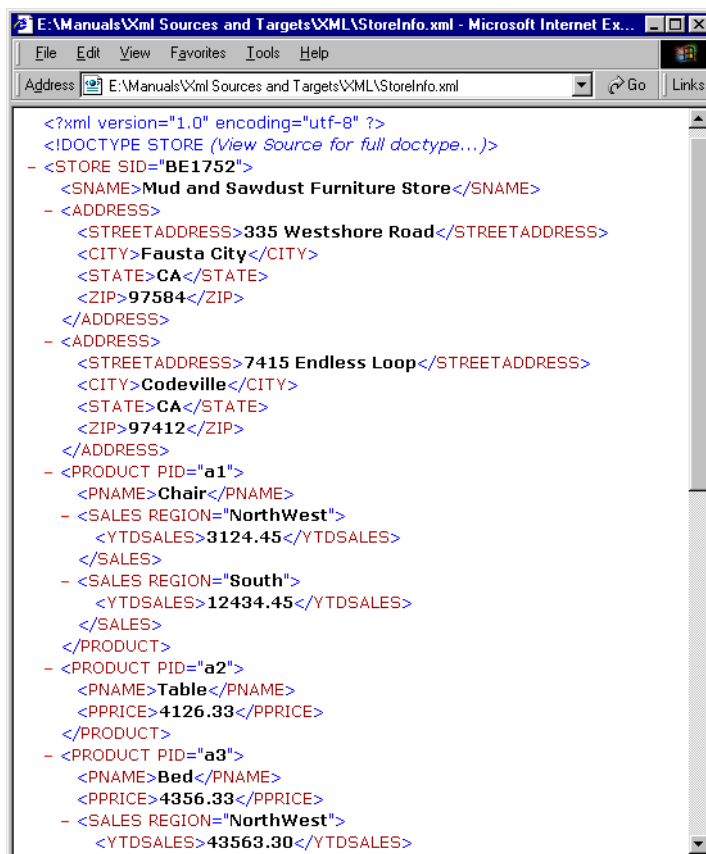 E:\Manuals\Xml Sources and Targets\XML\StoreInfo.xml - Microsoft Internet Ex...
File Edit View Favorites Tools Help
Address E:\Manuals\Xml Sources and Targets\XML\StoreInfo.xml Go Links
<?xml version="1.0" encoding="utf-8" ?>
<!DOCTYPE STORE (View Source for full doctype...)>
- <STORE SID="BE1752">
<SNAME>Mud and Sawdust Furniture Store</SNAME>
- <ADDRESS>
<STREETADDRESS>335 Westshore Road</STREETADDRESS>
<CITY>Fausta City</CITY>
<STATE>CA</STATE>
<ZIP>97584</ZIP>
</ADDRESS>
- <ADDRESS>
<STREETADDRESS>7415 Endless Loop</STREETADDRESS>
<CITY>Codeville</CITY>
<STATE>CA</STATE>
<ZIP>97412</ZIP>
</ADDRESS>
- <PRODUCT PID="a1">
<PNAME>Chair</PNAME>
- <SALES REGION="NorthWest">
<YTDSALES>3124.45</YTDSALES>
</SALES>
- <SALES REGION="South">
<YTDSALES>12434.45</YTDSALES>
</SALES>
</PRODUCT>
- <PRODUCT PID="a2">
<PNAME>Table</PNAME>
<PPRICE>4126.33</PPRICE>
</PRODUCT>
- <PRODUCT PID="a3">
<PNAME>Bed</PNAME>
<PPRICE>4356.33</PPRICE>
- <SALES REGION="NorthWest">
<YTDSALES>43563.30</YTDSALES>